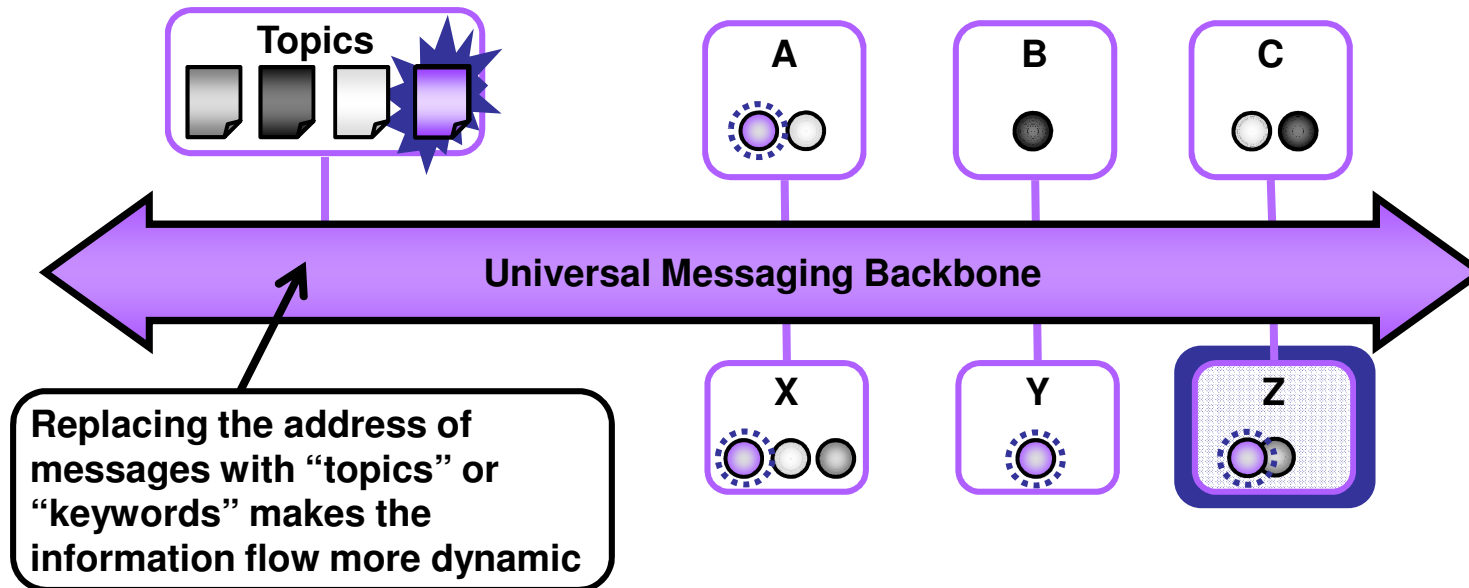 Topics
A
B
C
Universal Messaging Backbone
X
Y
Z
Replacing the address of
messages with “topics” or
“keywords” makes the
information flow more dynamic